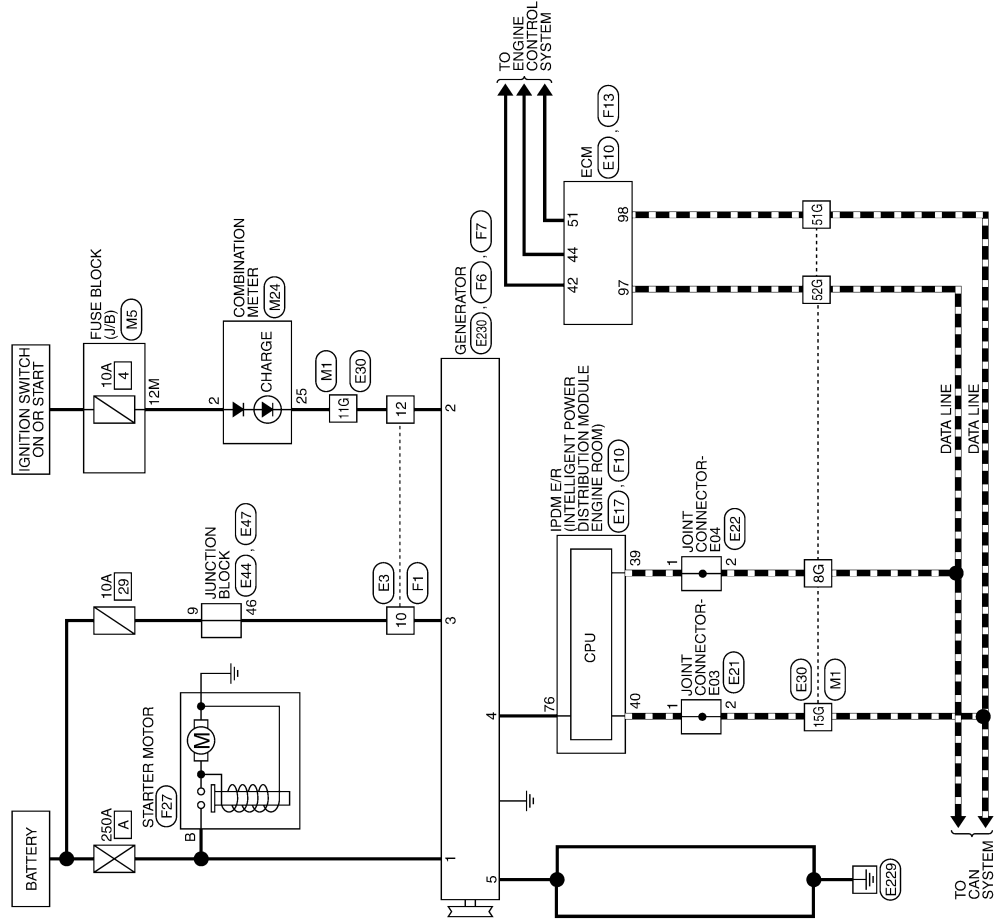 BATTERY
250A
A
STARTER MOTOR
F27
B
M
10A
29
9
JUNCTION
BLOCK
E44 , E47
46
E3
10
F1
IGNITION SWITCH
ON OR START
FUSE BLOCK
(J/B)
M5
10A
4
12M
COMBINATION
METER
M24
2
CHARGE
25
M1
11G
E30
12
GENERATOR
E230 , F6 , F7
1
3
2
5
4
76
IPDM E/R
(INTELLIGENT POWER
DISTRIBUTION MODULE
ENGINE ROOM)
E17 , F10
CPU
40
39
1
JOINT
CONNECTOR-
E03
E21
2
1
JOINT
CONNECTOR-
E04
E22
2
E30
15G
M1
8G
52G
51G
TO
ENGINE
CONTROL
SYSTEM
ECM
E10 , F13
42
44
51
97
98
DATA LINE
DATA LINE
E229
TO
CAN
SYSTEM